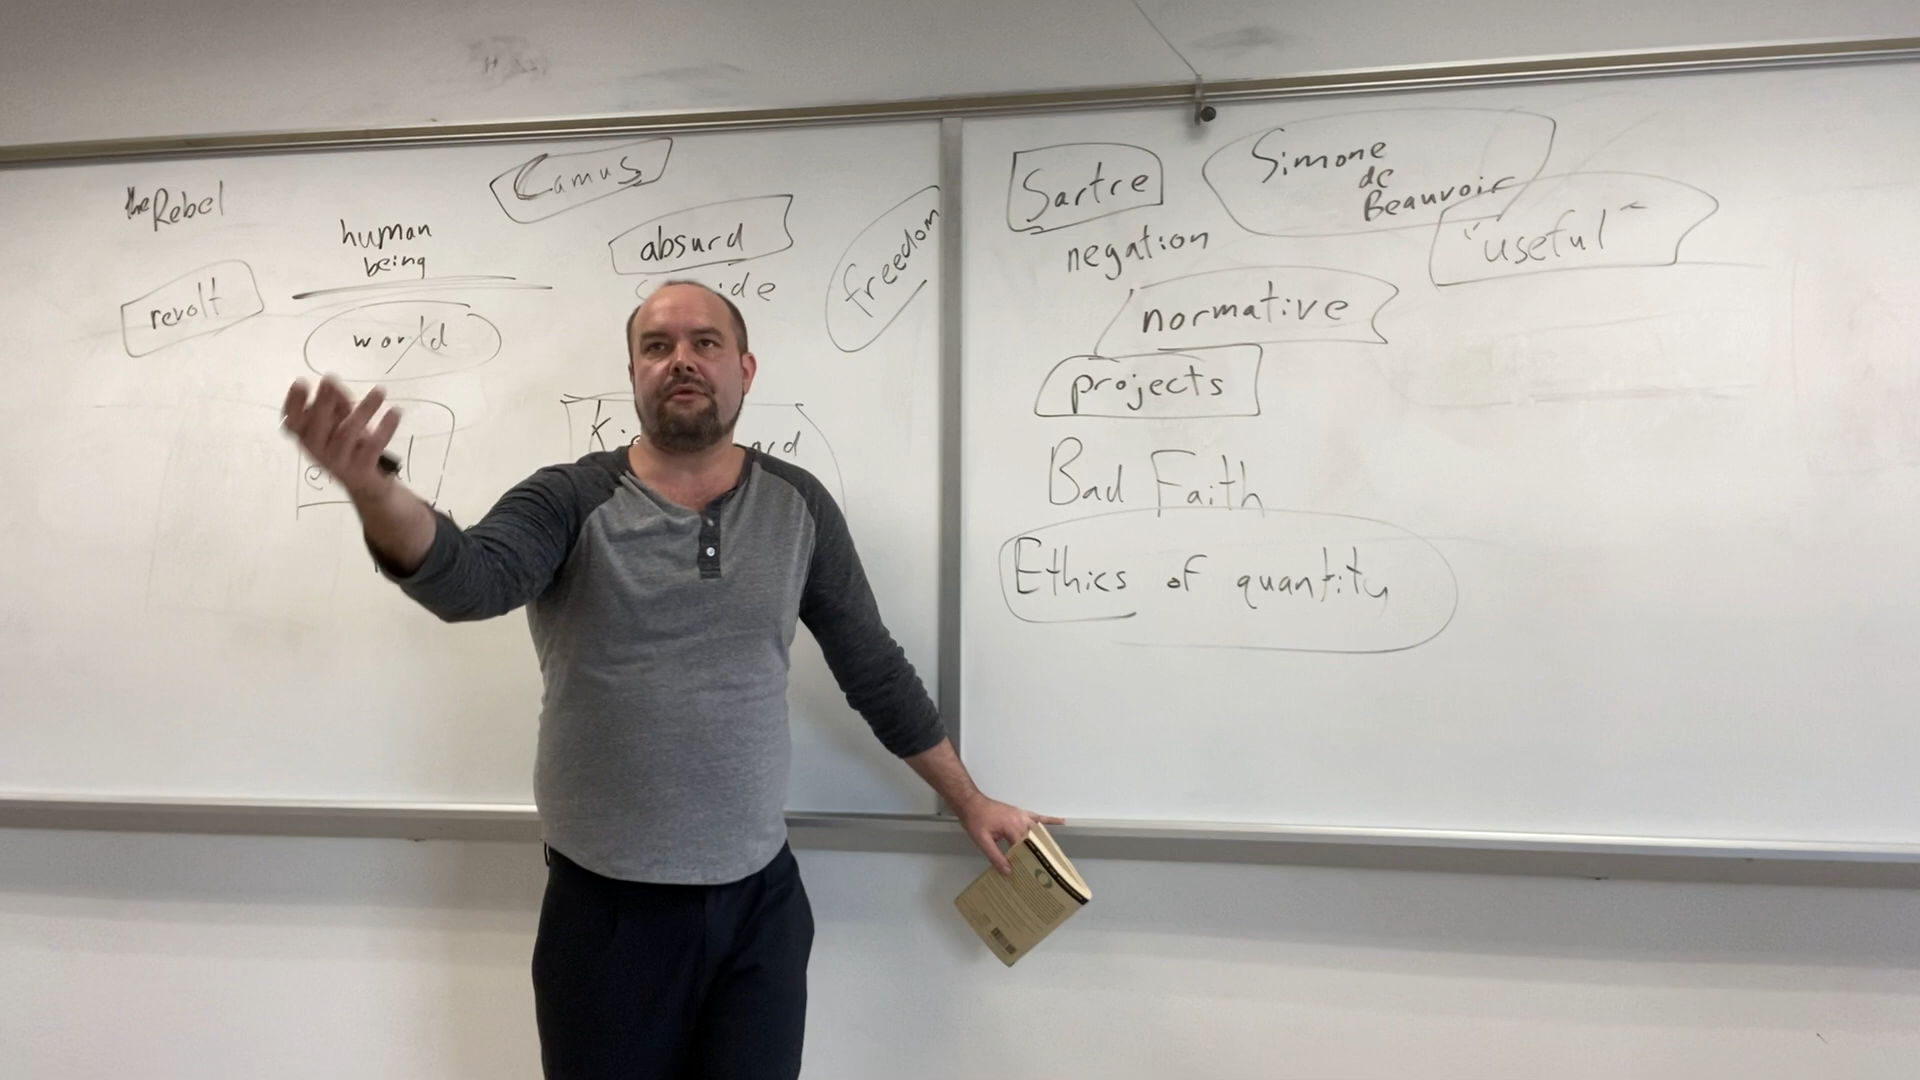 the Rebel
Camus
human
being
absurd
freedom
revolt
world
Sartre
Simone
de
Beauvoir
"useful"
negation
normative
projects
Bad Faith
Ethics of quantity